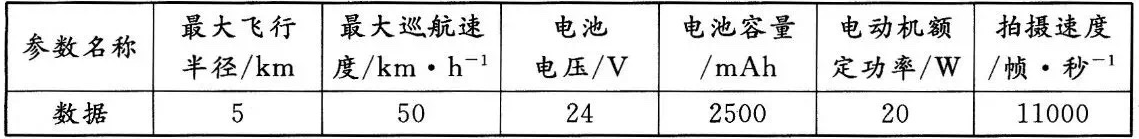 参数名称 最大飞行半径/km 最大巡航速度/km·h⁻¹ 电池电压/V 电池容量/mAh 电动机额定功率/W 拍摄速度/帧·秒⁻¹
数据 5 50 24 2500 20 11000